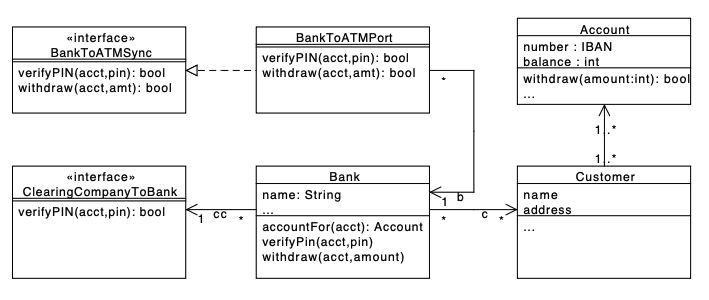 «interface»
BankToATMSync
verifyPIN(acct,pin): bool
withdraw(acct,amt): bool
BankToATMPort
verifyPIN(acct,pin): bool
withdraw(acct,amt): bool
*
Account
number : IBAN
balance : int
withdraw(amount:int): bool
...
1..*
1..*
«interface»
ClearingCompanyToBank
verifyPIN(acct,pin): bool
1 cc *
Bank
name: String
...
accountFor(acct): Account
verifyPin(acct,pin)
withdraw(acct,amount)
1 b
* c *
Customer
name
address
...